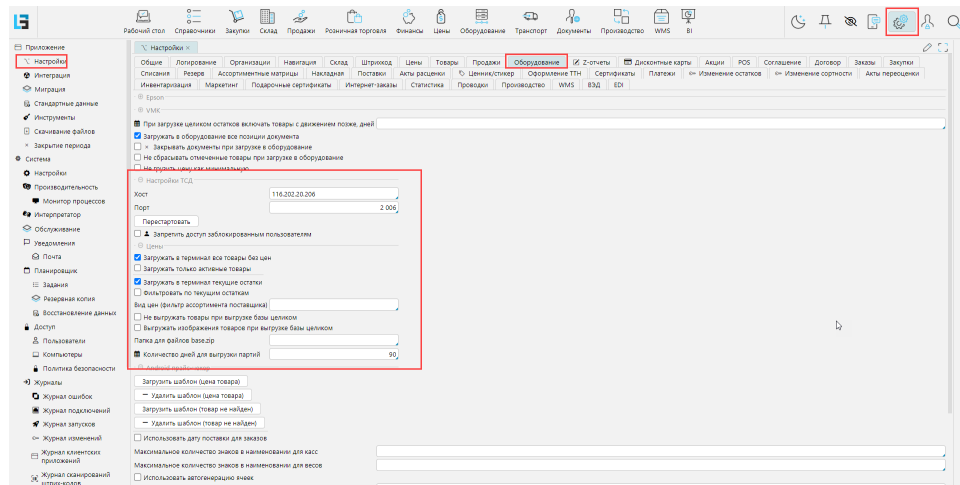 Рабочий стол Справочники Закупки Склад Продажи Розничная торговля Финансы Цены Оборудование Транспорт Документы Производство WMS BI
Приложение
Настройки
Интеграция
Миграция
Стандартные данные
Инструменты
Скачивание файлов
Закрытие периода
Система
Настройки
Производительность
Монитор процессов
Интерпретатор
Обслуживание
Уведомления
Почта
Планировщик
Задания
Резервная копия
Восстановление данных
Доступ
Пользователи
Компьютеры
Политика безопасности
Журналы
Журнал ошибок
Журнал подключений
Журнал запусков
Журнал изменений
Журнал клиентских
приложений
Журнал сканирований
штрих-кодов
Настройки ×
Общие Логирование Организации Навигация Склад Штрихкод Цены Товары Продажи Оборудование Z-отчеты Дисконтные карты Акции POS Соглашение Договор Заказы Закупки
Списания Резерв Ассортиментные матрицы Накладная Поставки Акты расценки Ценник/стикер Оформление ТТН Сертификаты Платежи Изменение остатков Изменение сортности Акты переоценки
Инвентаризация Маркетинг Подарочные сертификаты Интернет-заказы Статистика Проводки Производство WMS ВЭД EDI
Epson
VMK
При загрузке целиком остатков включать товары с движением позже, дней
Загружать в оборудование все позиции документа
Закрывать документы при загрузке в оборудование
Не сбрасывать отмеченные товары при загрузке в оборудование
Не грузить цену как минимальную
Настройки ТСД
Хост 116.202.20.206
Порт 2 006
Перестартовать
Запретить доступ заблокированным пользователям
Цены
Загружать в терминал все товары без цен
Загружать только активные товары
Загружать в терминал текущие остатки
Фильтровать по текущим остаткам
Вид цен (фильтр ассортимента поставщика)
Не выгружать товары при выгрузке базы целиком
Выгружать изображения товаров при выгрузке базы целиком
Папка для файлов base.zip
Количество дней для выгрузки партий 90
Android прайсчекер
Загрузить шаблон (цена товара)
Удалить шаблон (цена товара)
Загрузить шаблон (товар не найден)
Удалить шаблон (товар не найден)
Использовать дату поставки для заказов
Максимальное количество знаков в наименовании для касс
Максимальное количество знаков в наименовании для весов
Использовать автогенерацию ячеек